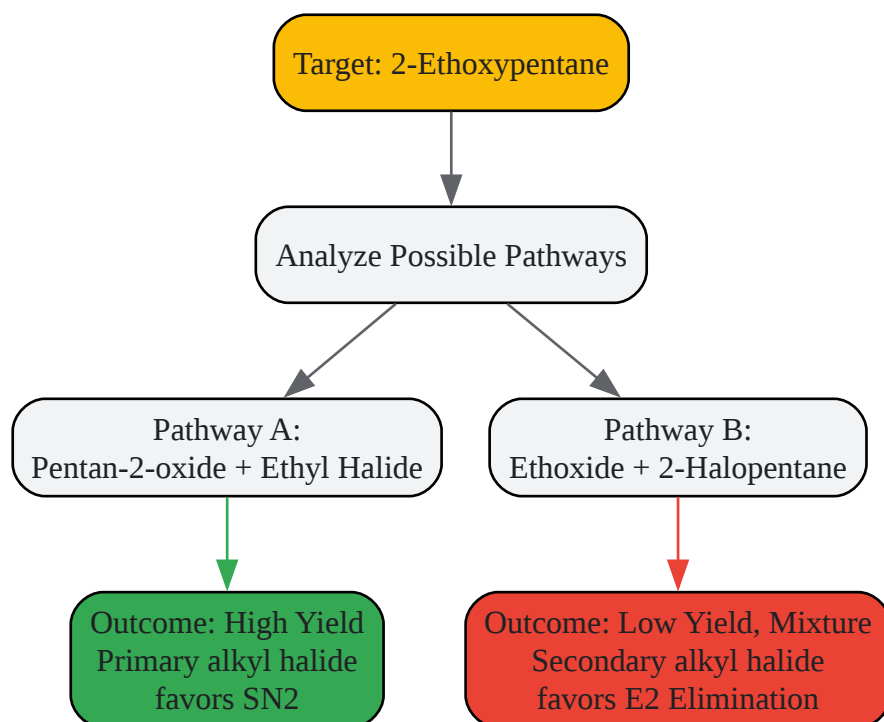 Target: 2-Ethoxypentane
Analyze Possible Pathways
Pathway A:
Pentan-2-oxide + Ethyl Halide
Pathway B:
Ethoxide + 2-Halopentane
Outcome: High Yield
Primary alkyl halide
favors SN2
Outcome: Low Yield, Mixture
Secondary alkyl halide
favors E2 Elimination